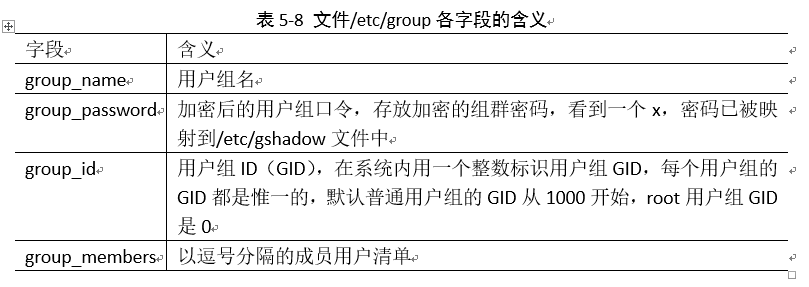 表 5-8 文件/etc/group 各字段的含义
字段 含义
group_name 用户组名
group_password 加密后的用户组口令，存放加密的组群密码，看到一个 x，密码已被映
射到/etc/gshadow 文件中
group_id 用户组 ID（GID），在系统内用一个整数标识用户组 GID，每个用户组的
GID 都是惟一的，默认普通用户组的 GID 从 1000 开始，root 用户组 GID
是 0
group_members 以逗号分隔的成员用户清单